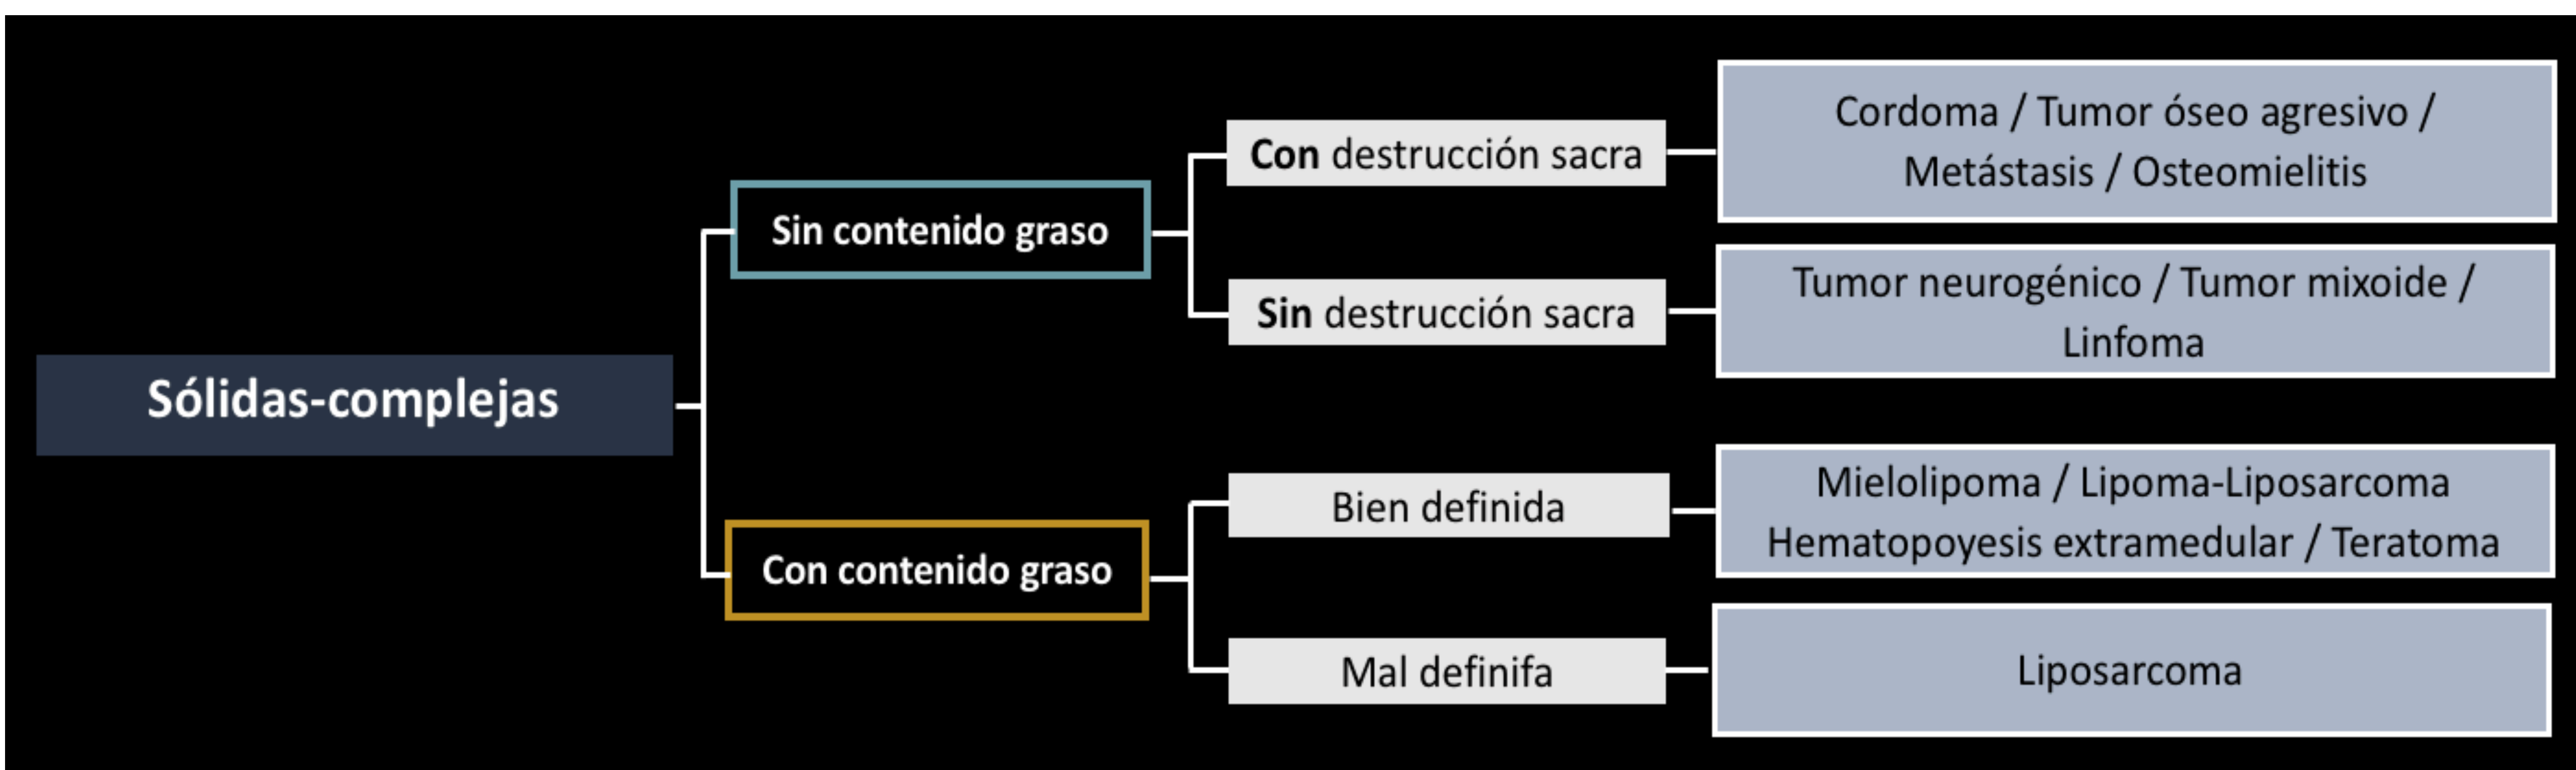 Sólidas-complejas
Sin contenido graso
Con destrucción sacra
Cordoma / Tumor óseo agresivo /
Metástasis / Osteomielitis
Sin destrucción sacra
Tumor neurogénico / Tumor mixoide /
Linfoma
Con contenido graso
Bien definida
Mielolipoma / Lipoma-Liposarcoma
Hematopoyesis extramedular / Teratoma
Mal definifa
Liposarcoma